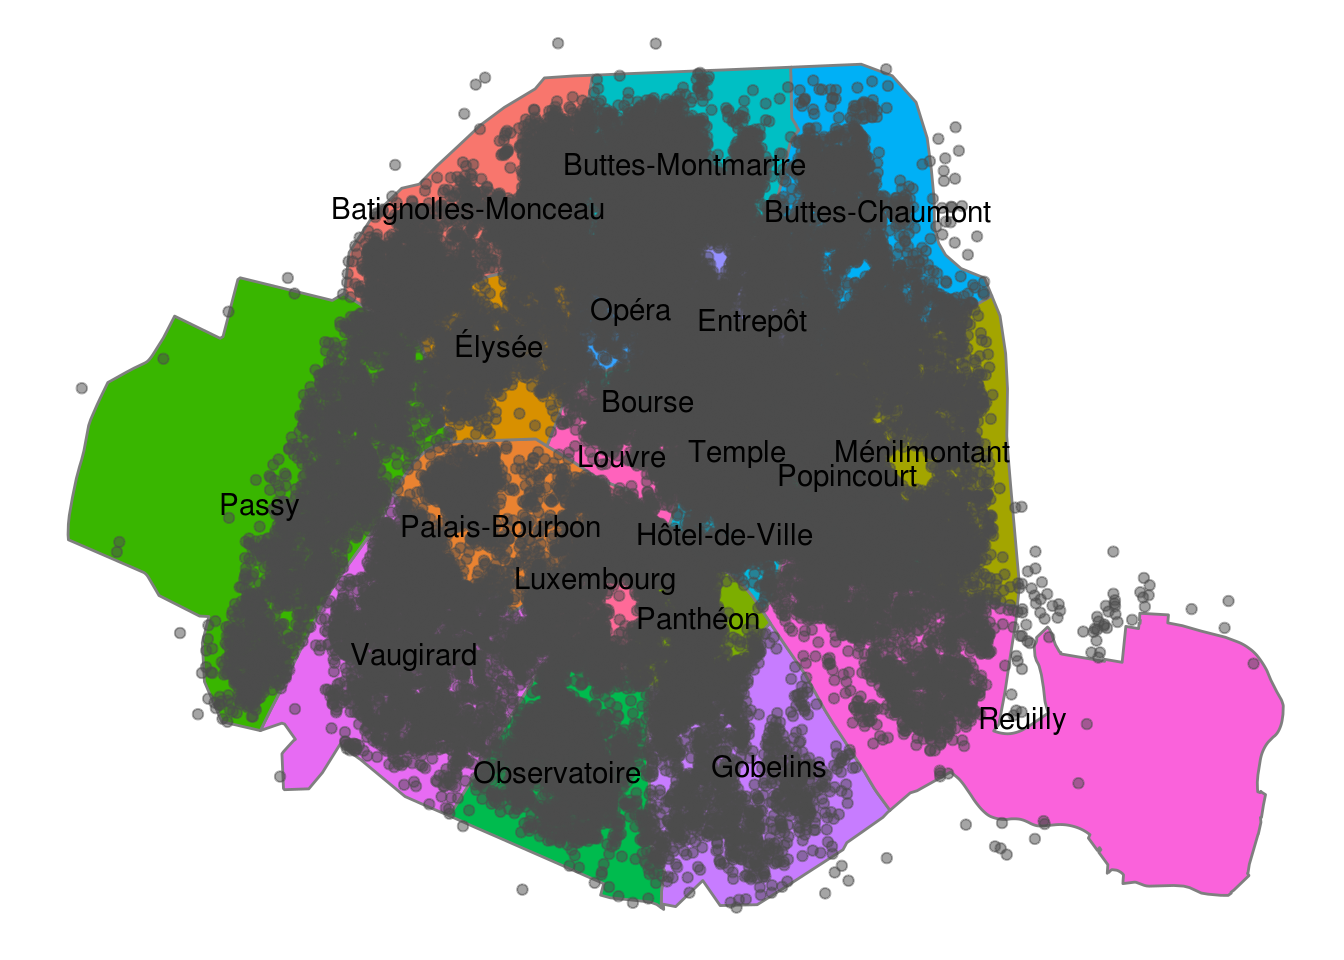 Buttes-Montmartre
Batignolles-Monceau
Buttes-Chaumont
Opéra
Entrepôt
Élysée
Bourse
Louvre
Temple
Ménilmontant
Popincourt
Passy
Palais-Bourbon
Hôtel-de-Ville
Luxembourg
Panthéon
Vaugirard
Reuilly
Observatoire
Gobelins